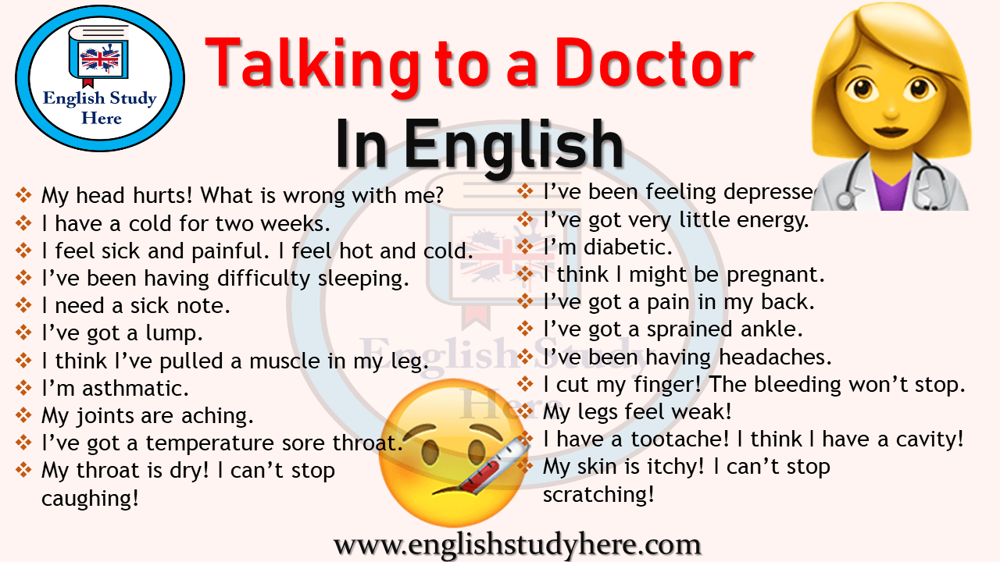 English Study
Here
Talking to a Doctor
In English
❖ My head hurts! What is wrong with me?
❖ I have a cold for two weeks.
❖ I feel sick and painful. I feel hot and cold.
❖ I’ve been having difficulty sleeping.
❖ I need a sick note.
❖ I’ve got a lump.
❖ I think I’ve pulled a muscle in my leg.
❖ I’m asthmatic.
❖ My joints are aching.
❖ I’ve got a temperature sore throat.
❖ My throat is dry! I can’t stop
caughing!
❖ I’ve been feeling depressed
❖ I’ve got very little energy.
❖ I’m diabetic.
❖ I think I might be pregnant.
❖ I’ve got a pain in my back.
❖ I’ve got a sprained ankle.
❖ I’ve been having headaches.
❖ I cut my finger! The bleeding won’t stop.
❖ My legs feel weak!
❖ I have a tootache! I think I have a cavity!
❖ My skin is itchy! I can’t stop
scratching!
English Study
Here
www.englishstudyhere.com